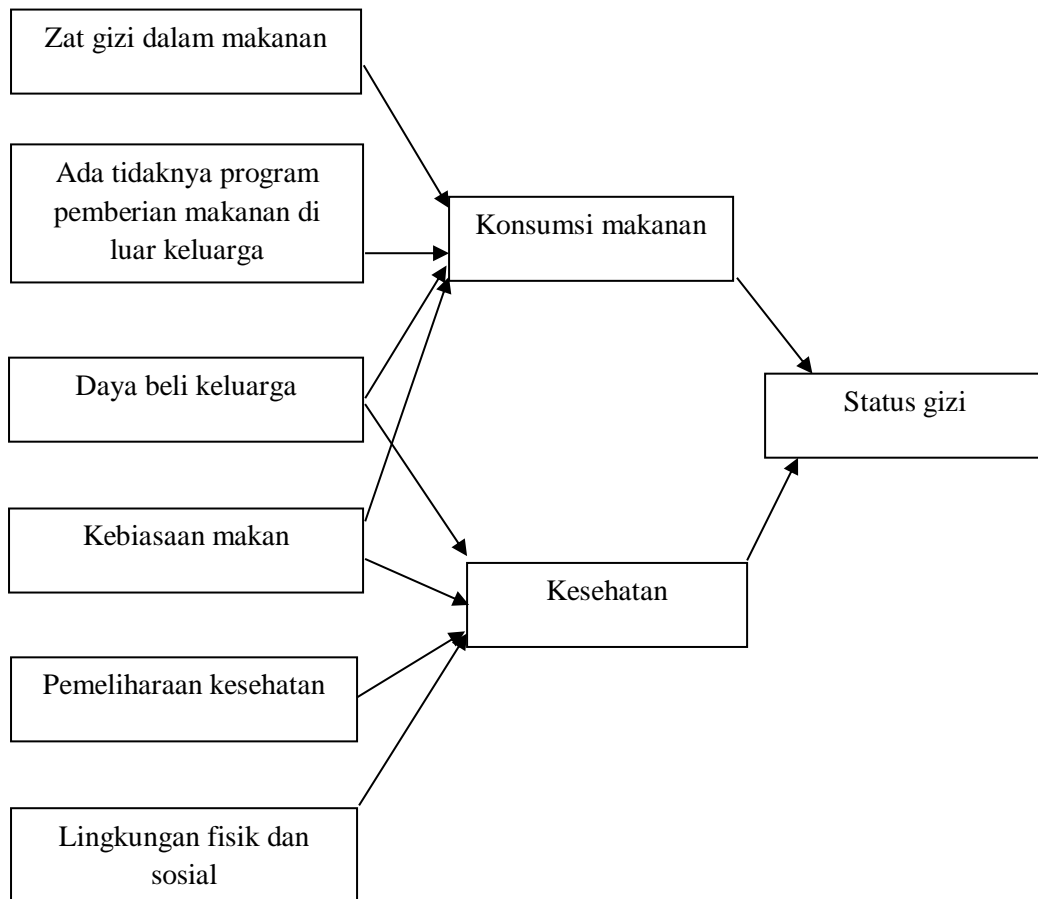 Zat gizi dalam makanan
Ada tidaknya program
pemberian makanan di
luar keluarga
Konsumsi makanan
Daya beli keluarga
Status gizi
Kebiasaan makan
Kesehatan
Pemeliharaan kesehatan
Lingkungan fisik dan
sosial